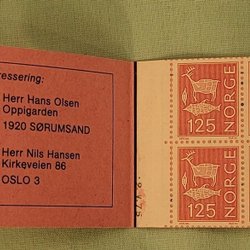 ressering:
Herr Hans Olsen
Oppigarden
1920 SØRUMSAND
Herr Nils Hansen
Kirkeveien 86
OSLO 3
NORGE
125
NORGE
125